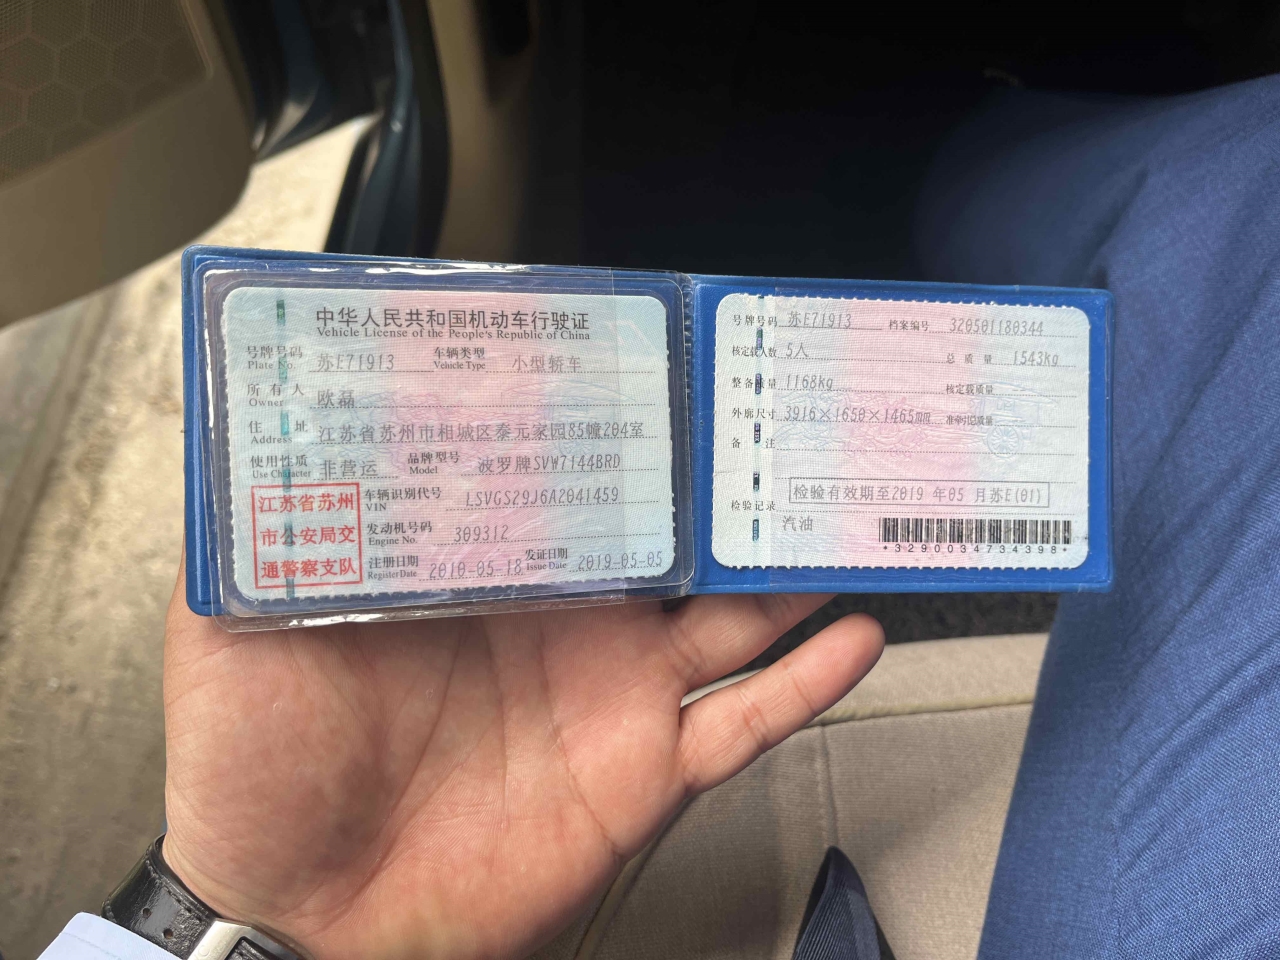 中华人民共和国机动车行驶证
Vehicle License of the People's Republic of China
号牌号码 Plate No. 苏E71913 车辆类型 Vehicle Type 小型轿车
所有人 Owner 欧磊
住址 Address 江苏省苏州市相城区泰元家园85幢204室
使用性质 Use Character 非营运 品牌型号 Model 波罗牌SVW7144BRD
江苏省苏州
市公安局交
通警察支队
车辆识别代号 VIN LSVGS29J6A2041459
发动机号码 Engine No. 309312
注册日期 Register Date 2010-05-18 发证日期 Issue Date 2019-05-05
号牌号码 苏E71913 档案编号 320501180344
核定载人数 5人 总质量 1543kg
整备质量 1168kg 核定载质量
外廓尺寸 3916×1650×1465mm 准牵引总质量
备注
检验有效期至2019 年05 月苏E(01)
检验记录
汽油
*3290034734398*